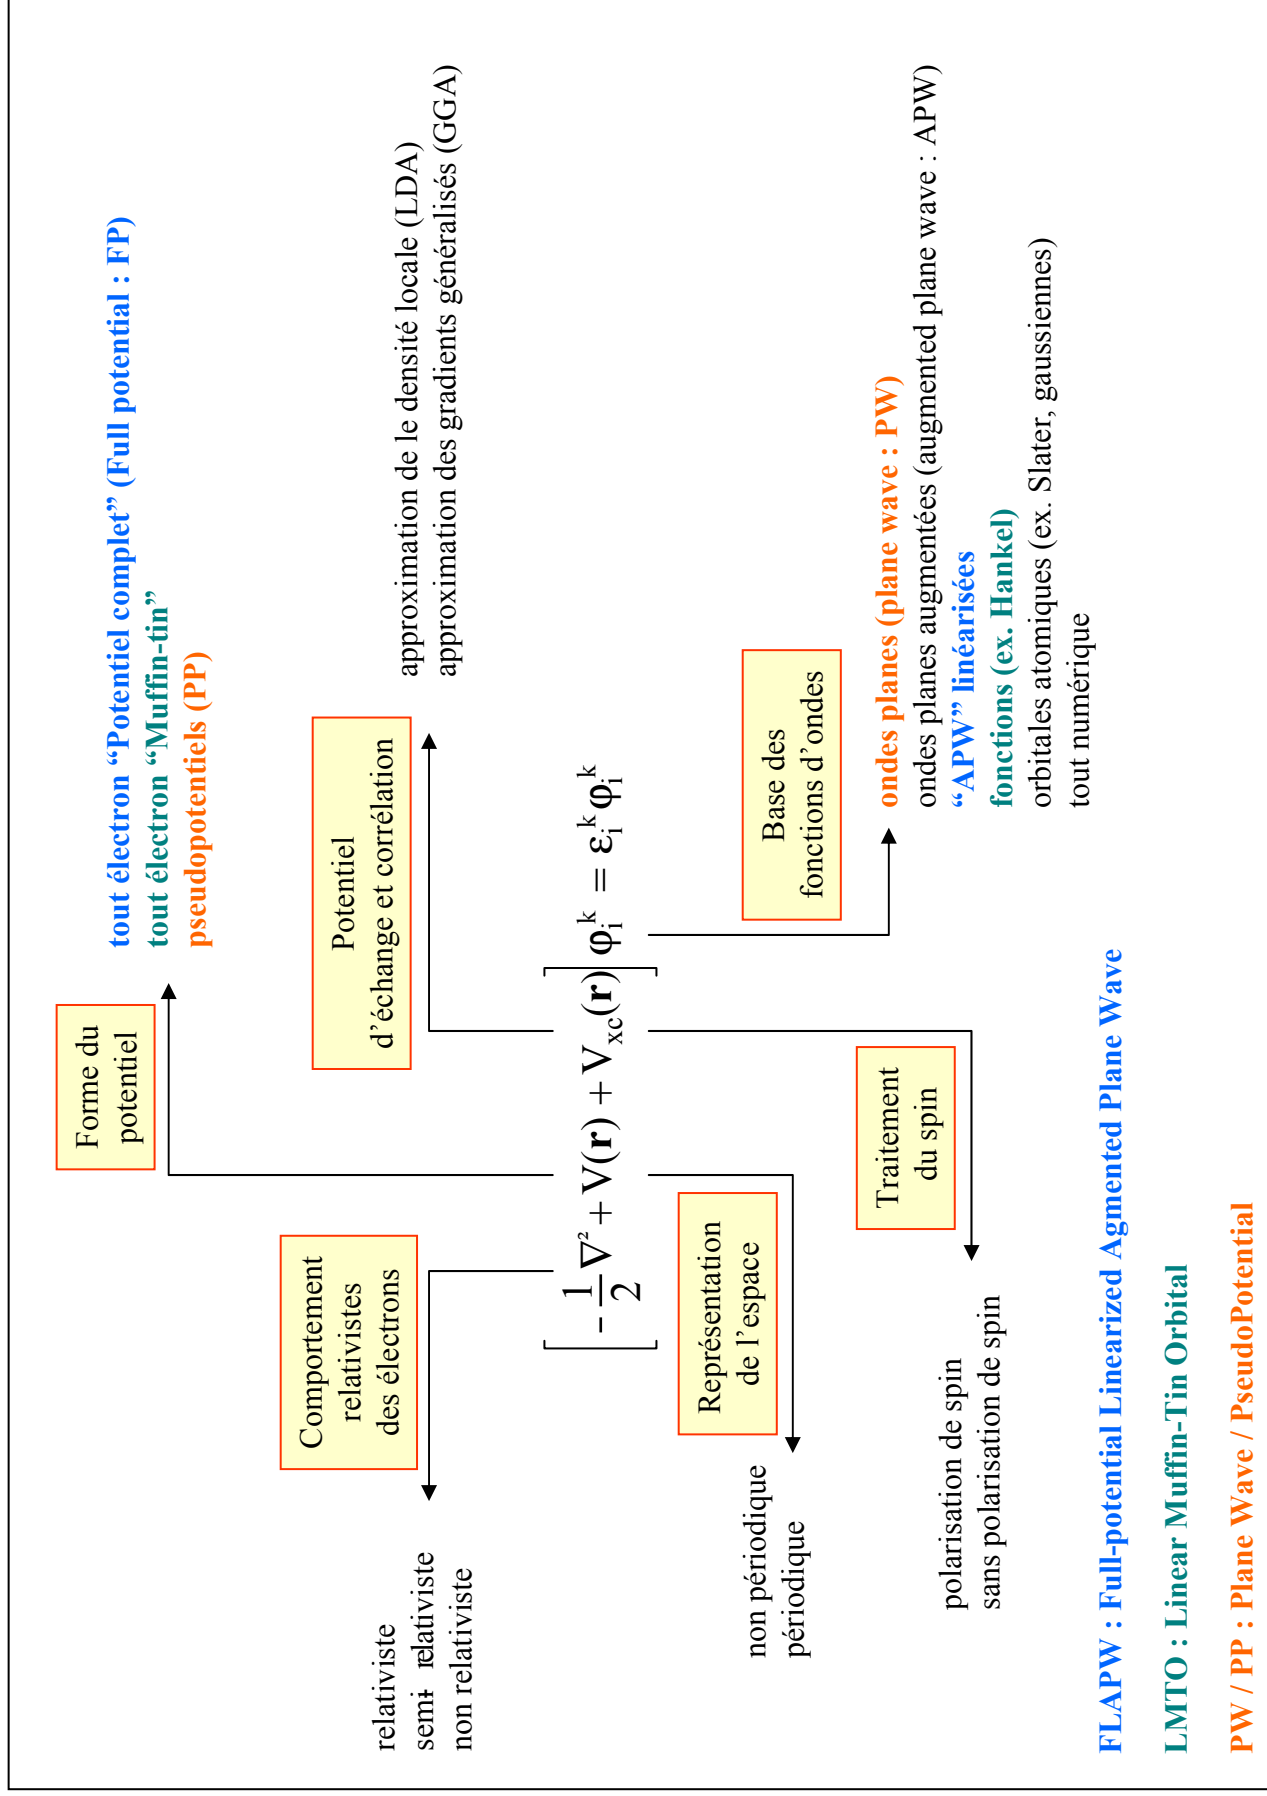 Forme du
potentiel
tout électron “Potentiel complet” (Full potential : FP)
tout électron “Muffin-tin”
pseudopotentiels (PP)
Comportement
relativistes
des électrons
relativiste
semi- relativiste
non relativiste
Potentiel
d’échange et corrélation
approximation de le densité locale (LDA)
approximation des gradients généralisés (GGA)
[ - 1/2 ∇² + V(r) + Vxc(r) ] φᵢᵏ = εᵢᵏφᵢᵏ
Représentation
de l’espace
non périodique
périodique
Base des
fonctions d’ondes
ondes planes (plane wave : PW)
ondes planes augmentées (augmented plane wave : APW)
“APW” linéarisées
fonctions (ex. Hankel)
orbitales atomiques (ex. Slater, gaussiennes)
tout numérique
Traitement
du spin
polarisation de spin
sans polarisation de spin
FLAPW : Full-potential Linearized Agmented Plane Wave
LMTO : Linear Muffin-Tin Orbital
PW / PP : Plane Wave / PseudoPotential